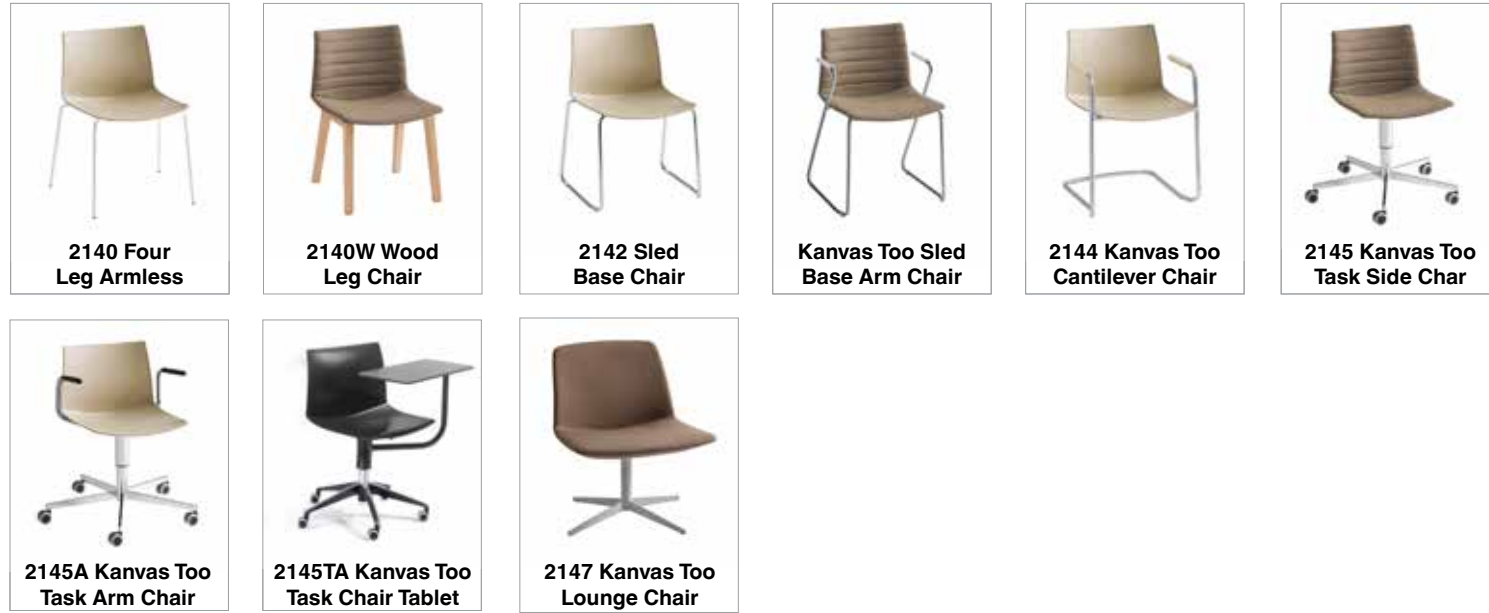 2140 Four
Leg Armless
2140W Wood
Leg Chair
2142 Sled
Base Chair
Kanvas Too Sled
Base Arm Chair
2144 Kanvas Too
Cantilever Chair
2145 Kanvas Too
Task Side Char
2145A Kanvas Too
Task Arm Chair
2145TA Kanvas Too
Task Chair Tablet
2147 Kanvas Too
Lounge Chair